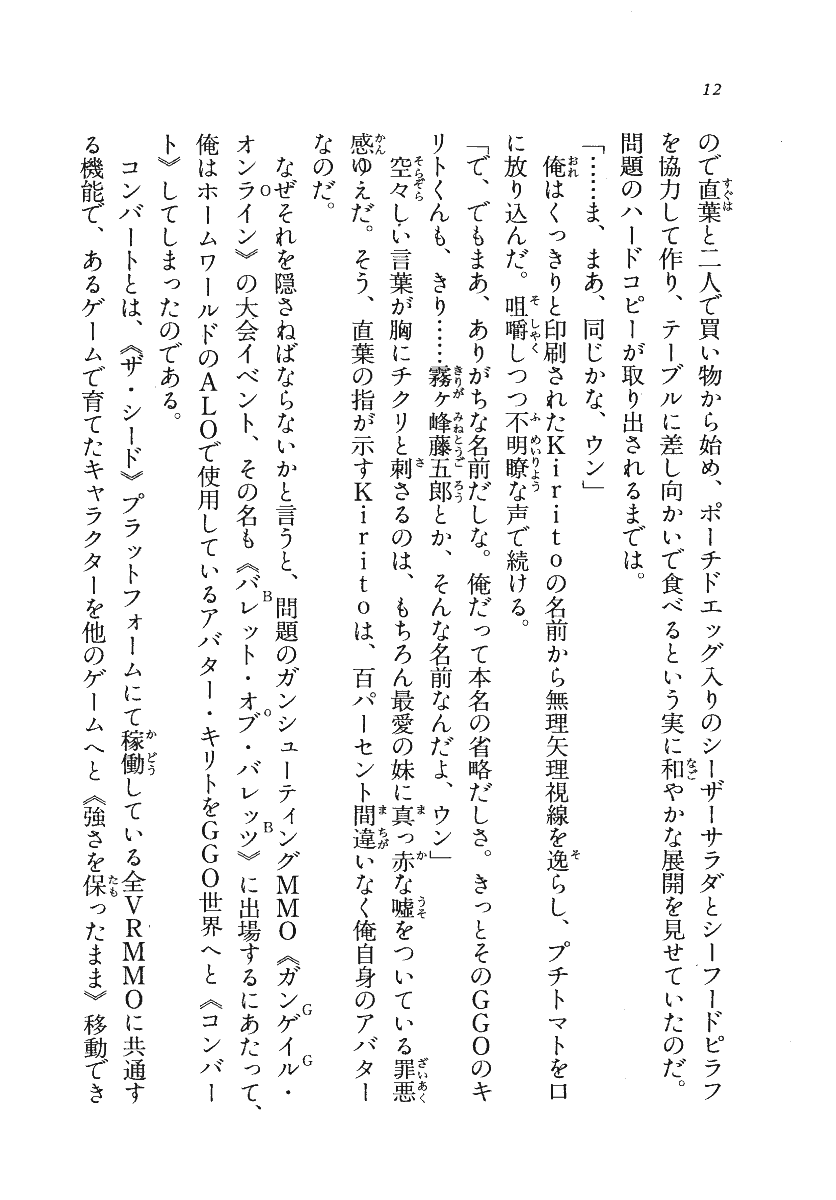 12
ので直葉と二人で買い物から始め、ポーチドエッグ入りのシーザーサラダとシーフードピラフ
を協力して作り、テーブルに差し向かいで食べるという実に和やかな展開を見せていたのだ。
問題のハードコピーが取り出されるまでは。
「……ま、まあ、同じかな、ウン」
俺はくっきりと印刷されたKiritoの名前から無理矢理視線を逸らし、プチトマトを口
に放り込んだ。咀嚼しつつ不明瞭な声で続ける。
「で、でもまあ、ありがちな名前だしな。俺だって本名の省略だしさ。きっとそのGGOのキ
リトくんも、きり……霧ヶ峰藤五郎とか、そんな名前なんだよ、ウン」
空々しい言葉が胸にチクリと刺さるのは、もちろん最愛の妹に真っ赤な嘘をついている罪悪
感ゆえだ。そう、直葉の指が示すKiritoは、百パーセント間違いなく俺自身のアバター
なのだ。
なぜそれを隠さねばならないかと言うと、問題のガンシューティングMMO《ガンゲイル・
オンライン》の大会イベント、その名も《バレット・オブ・バレッツ》に出場するにあたって、
俺はホームワールドのALOで使用しているアバター・キリトをGGO世界へと《コンバー
ト》してしまったのである。
コンバートとは、《ザ・シード》プラットフォームにて稼働している全VRMMOに共通す
る機能で、あるゲームで育てたキャラクターを他のゲームへと《強さを保ったまま》移動でき